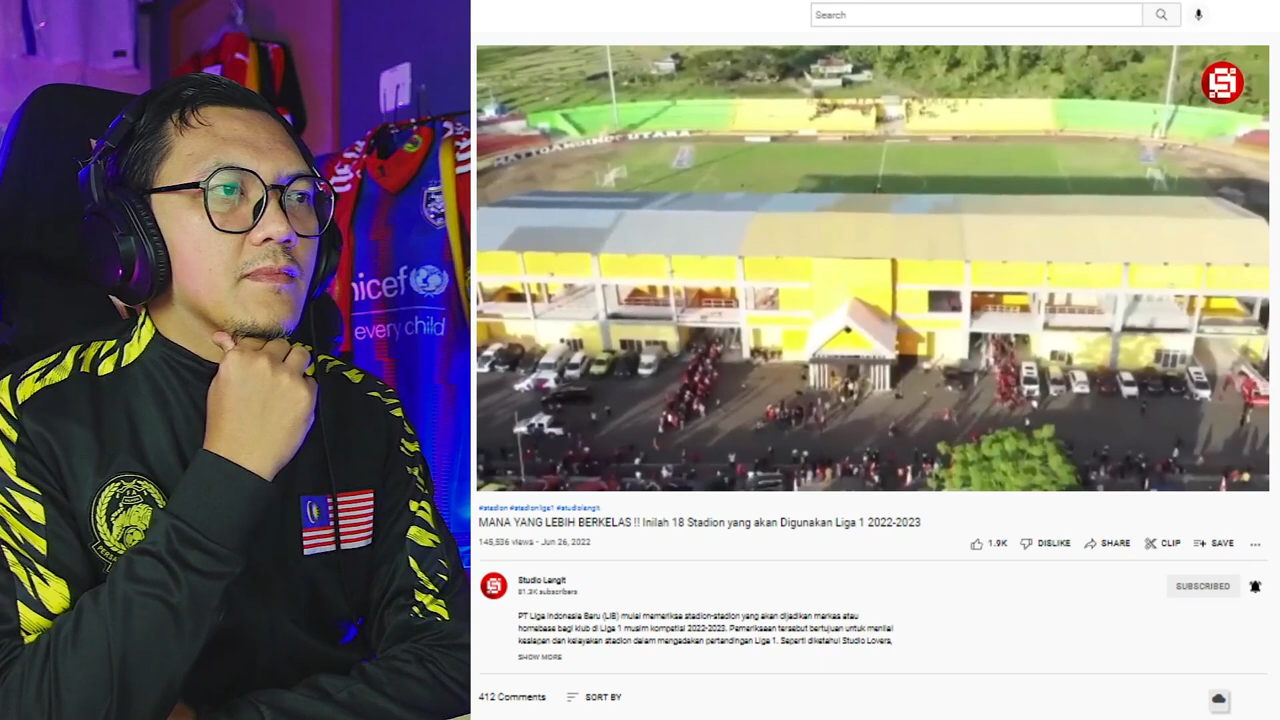 Search
MATTOANGING UTARA
unicef
every child
#stadion #stadionliga1 #studiolangit
MANA YANG LEBIH BERKELAS !! Inilah 18 Stadion yang akan Digunakan Liga 1 2022-2023
145,536 views - Jun 26, 2022
1.9K
DISLIKE
SHARE
CLIP
SAVE
Studio Langit
81.3K subscribers
SUBSCRIBED
PT Liga Indonesia Baru (LIB) mulai memeriksa stadion-stadion yang akan dijadikan markas atau
homebase bagi klub di Liga 1 musim kompetisi 2022-2023. Pemeriksaan tersebut bertujuan untuk menilai
kesiapan dan kelayakan stadion dalam mengadakan pertandingan Liga 1. Seperti diketahui Studio Lovers,
SHOW MORE
412 Comments
SORT BY